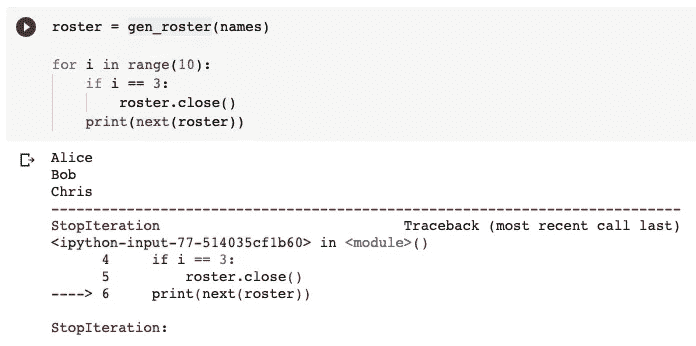 roster = gen_roster(names)
for i in range(10):
    if i == 3:
        roster.close()
    print(next(roster))
Alice
Bob
Chris
---------------------------------------------------------------------------
StopIteration                             Traceback (most recent call last)
<ipython-input-77-514035cf1b60> in <module>()
      4     if i == 3:
      5         roster.close()
----> 6     print(next(roster))
StopIteration: